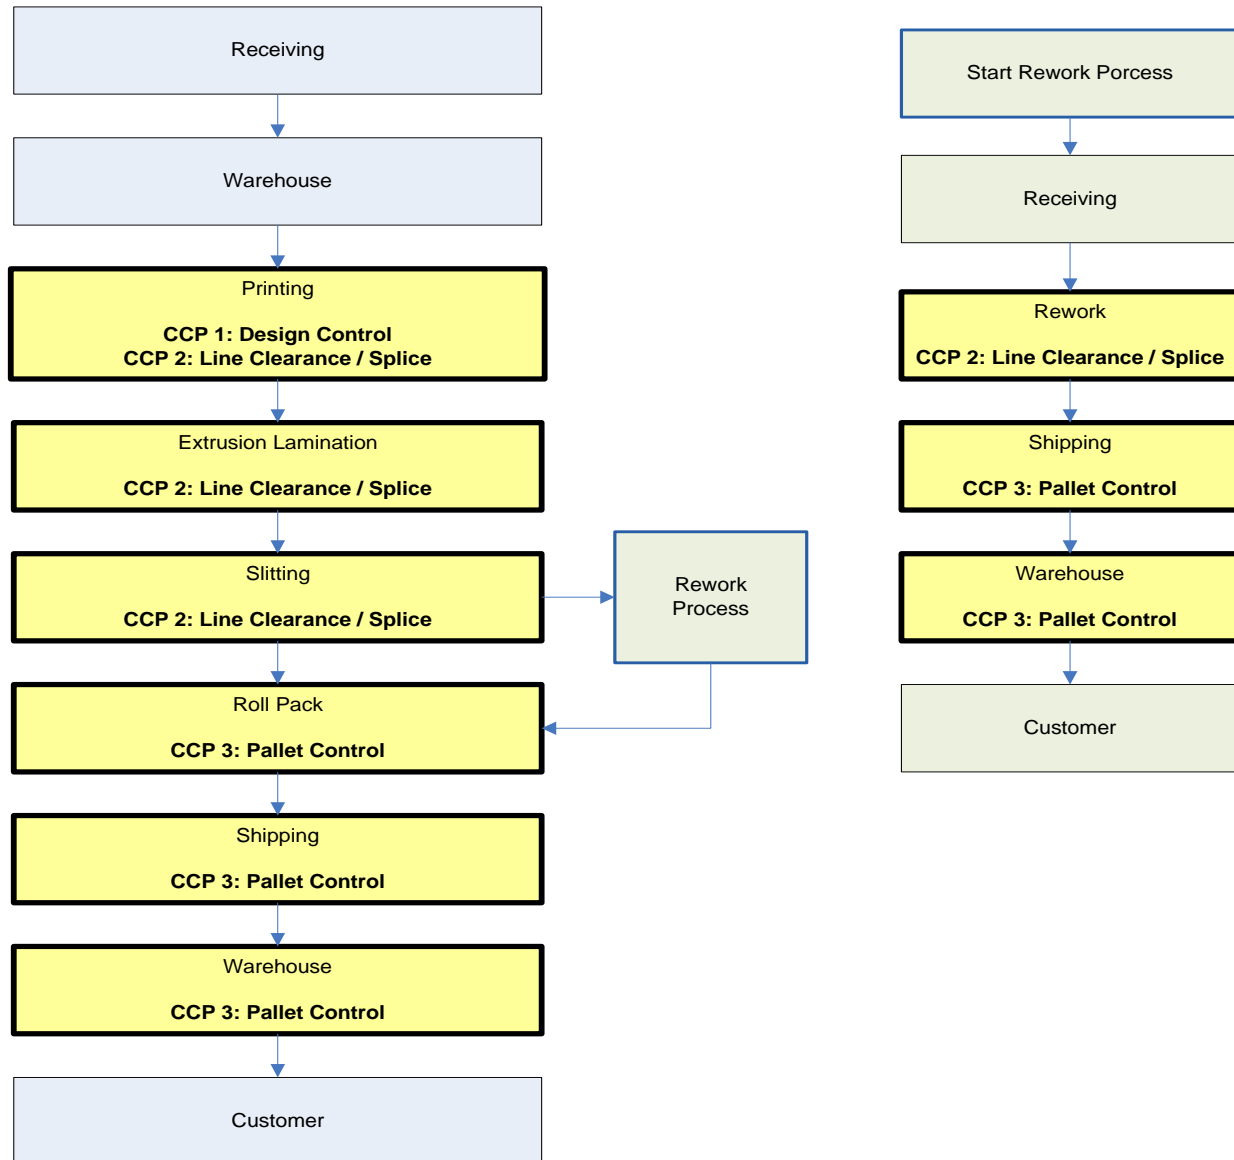 Receiving
Warehouse
Printing
CCP 1: Design Control
CCP 2: Line Clearance / Splice
Extrusion Lamination
CCP 2: Line Clearance / Splice
Slitting
CCP 2: Line Clearance / Splice
Rework
Process
Roll Pack
CCP 3: Pallet Control
Shipping
CCP 3: Pallet Control
Warehouse
CCP 3: Pallet Control
Customer
Start Rework Porcess
Receiving
Rework
CCP 2: Line Clearance / Splice
Shipping
CCP 3: Pallet Control
Warehouse
CCP 3: Pallet Control
Customer